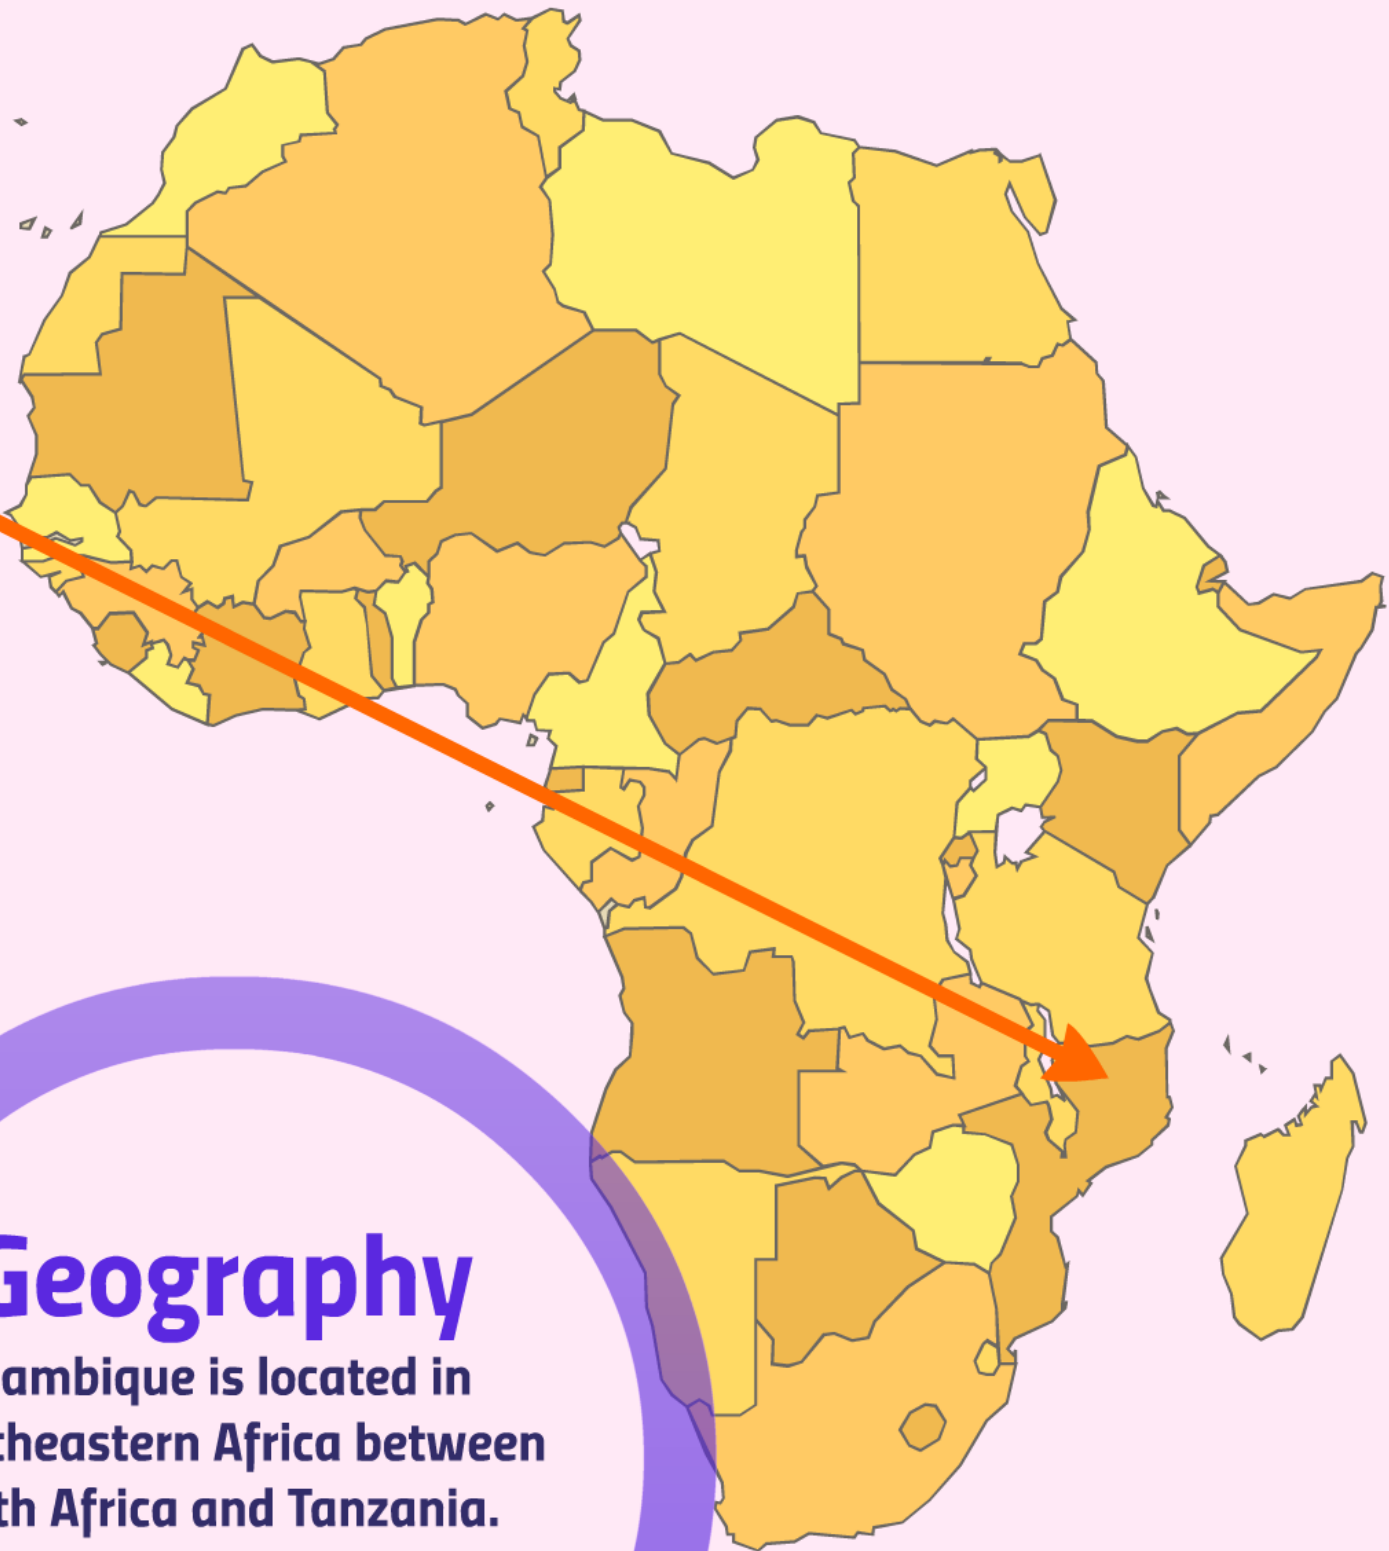 Geography
ambique is located in
theastern Africa between
th Africa and Tanzania.